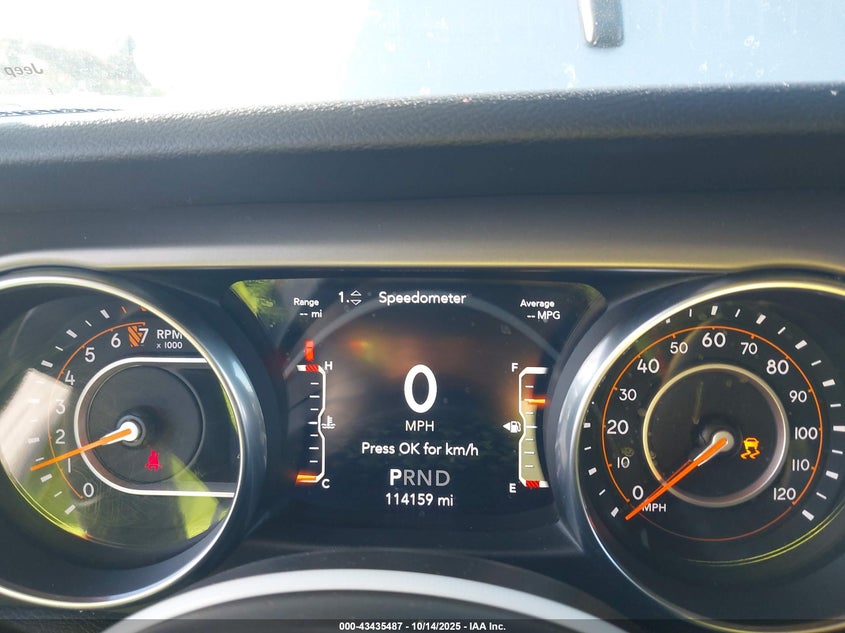 Jeep
Range
-- mi
1. Speedometer
Average
-- MPG
0
MPH
Press OK for km/h
PRND
114159 mi
H
C
F
E
RPM
x 1000
0
1
2
3
4
5
6
7
0
10
20
30
40
50
60
70
80
90
100
110
120
MPH
000-43435487 - 10/14/2025 - IAA Inc.